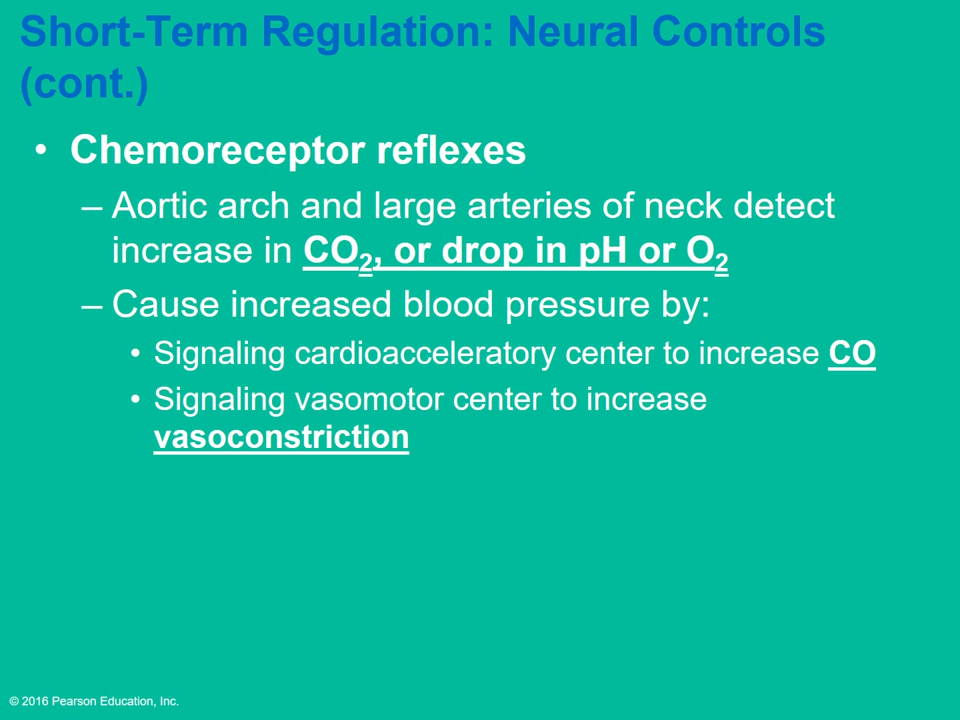 Short-Term Regulation: Neural Controls
(cont.)
• Chemoreceptor reflexes
– Aortic arch and large arteries of neck detect
increase in CO₂, or drop in pH or O₂
– Cause increased blood pressure by:
• Signaling cardioacceleratory center to increase CO
• Signaling vasomotor center to increase
vasoconstriction
© 2016 Pearson Education, Inc.